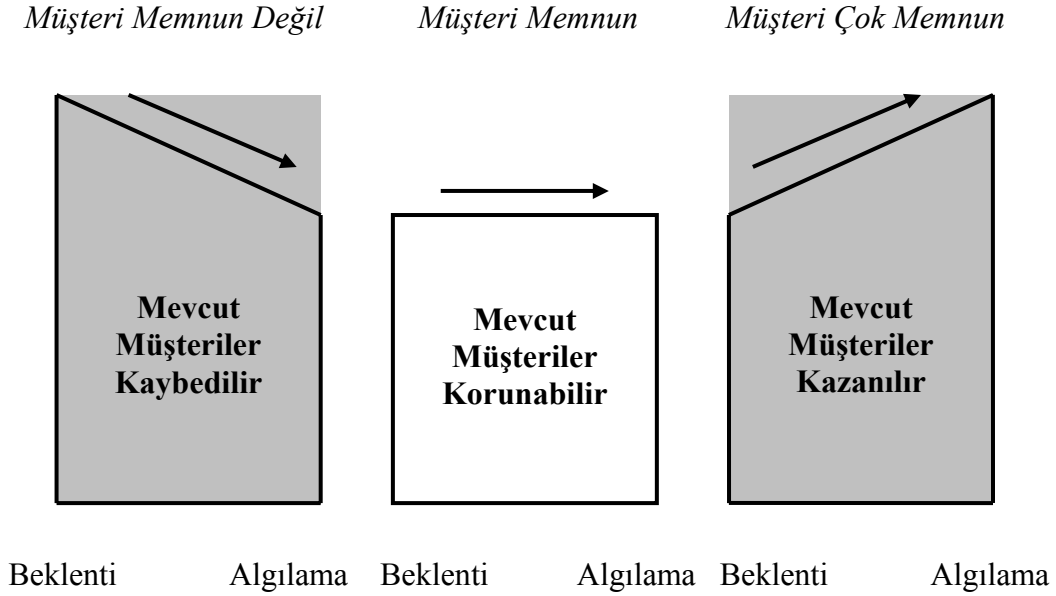 Müşteri Memnun Değil
Müşteri Memnun
Müşteri Çok Memnun
Mevcut
Müşteriler
Kaybedilir
Mevcut
Müşteriler
Korunabilir
Mevcut
Müşteriler
Kazanılır
Beklenti
Algılama
Beklenti
Algılama
Beklenti
Algılama